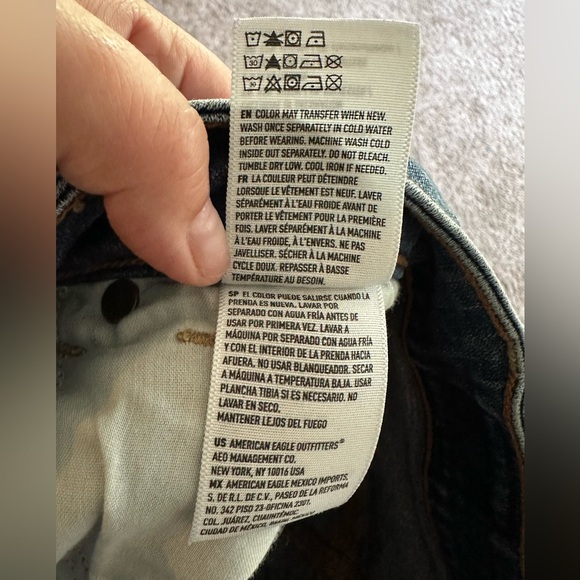 30
30
EN COLOR MAY TRANSFER WHEN NEW.
WASH ONCE SEPARATELY IN COLD WATER
BEFORE WEARING. MACHINE WASH COLD
INSIDE OUT SEPARATELY. DO NOT BLEACH.
TUMBLE DRY LOW. COOL IRON IF NEEDED.
FR LA COULEUR PEUT DÉTEINDRE
LORSQUE LE VÊTEMENT EST NEUF. LAVER
SÉPARÉMENT À L'EAU FROIDE AVANT DE
PORTER LE VÊTEMENT POUR LA PREMIÈRE
FOIS. LAVER SÉPARÉMENT À LA MACHINE
À L'EAU FROIDE, À L'ENVERS. NE PAS
JAVELLISER. SÉCHER À LA MACHINE
CYCLE DOUX. REPASSER À BASSE
TEMPÉRATURE AU BESOIN.
SP EL COLOR PUEDE SALIRSE CUANDO LA
PRENDA ES NUEVA. LAVAR POR
SEPARADO CON AGUA FRÍA ANTES DE
USAR POR PRIMERA VEZ. LAVAR A
MÁQUINA POR SEPARADO CON AGUA FRÍA
Y CON EL INTERIOR DE LA PRENDA HACIA
AFUERA. NO USAR BLANQUEADOR. SECAR
A MÁQUINA A TEMPERATURA BAJA. USAR
PLANCHA TIBIA SI ES NECESARIO. NO
LAVAR EN SECO.
MANTENER LEJOS DEL FUEGO
US AMERICAN EAGLE OUTFITTERS®
AEO MANAGEMENT CO.
NEW YORK, NY 10016 USA
MX AMERICAN EAGLE MEXICO IMPORTS,
S. DE R.L. DE C.V., PASEO DE LA REFORMA
NO. 342 PISO 23-OFICINA 2301,
COL. JUÁREZ, CUAUHTÉMOC,
CIUDAD DE MÉXICO,